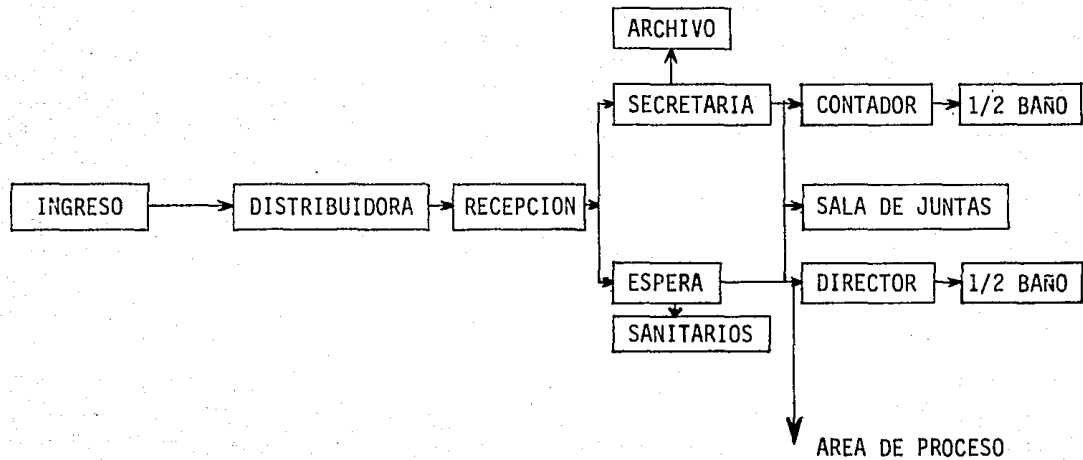 ARCHIVO
SECRETARIA
CONTADOR
1/2 BAÑO
INGRESO
DISTRIBUIDORA
RECEPCION
SALA DE JUNTAS
ESPERA
DIRECTOR
1/2 BAÑO
SANITARIOS
AREA DE PROCESO